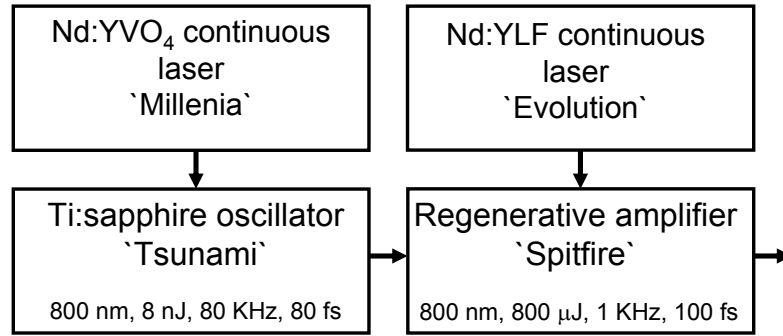 Nd:YVO₄ continuous
laser
`Millenia`
Nd:YLF continuous
laser
`Evolution`
Ti:sapphire oscillator
`Tsunami`
800 nm, 8 nJ, 80 KHz, 80 fs
Regenerative amplifier
`Spitfire`
800 nm, 800 μJ, 1 KHz, 100 fs